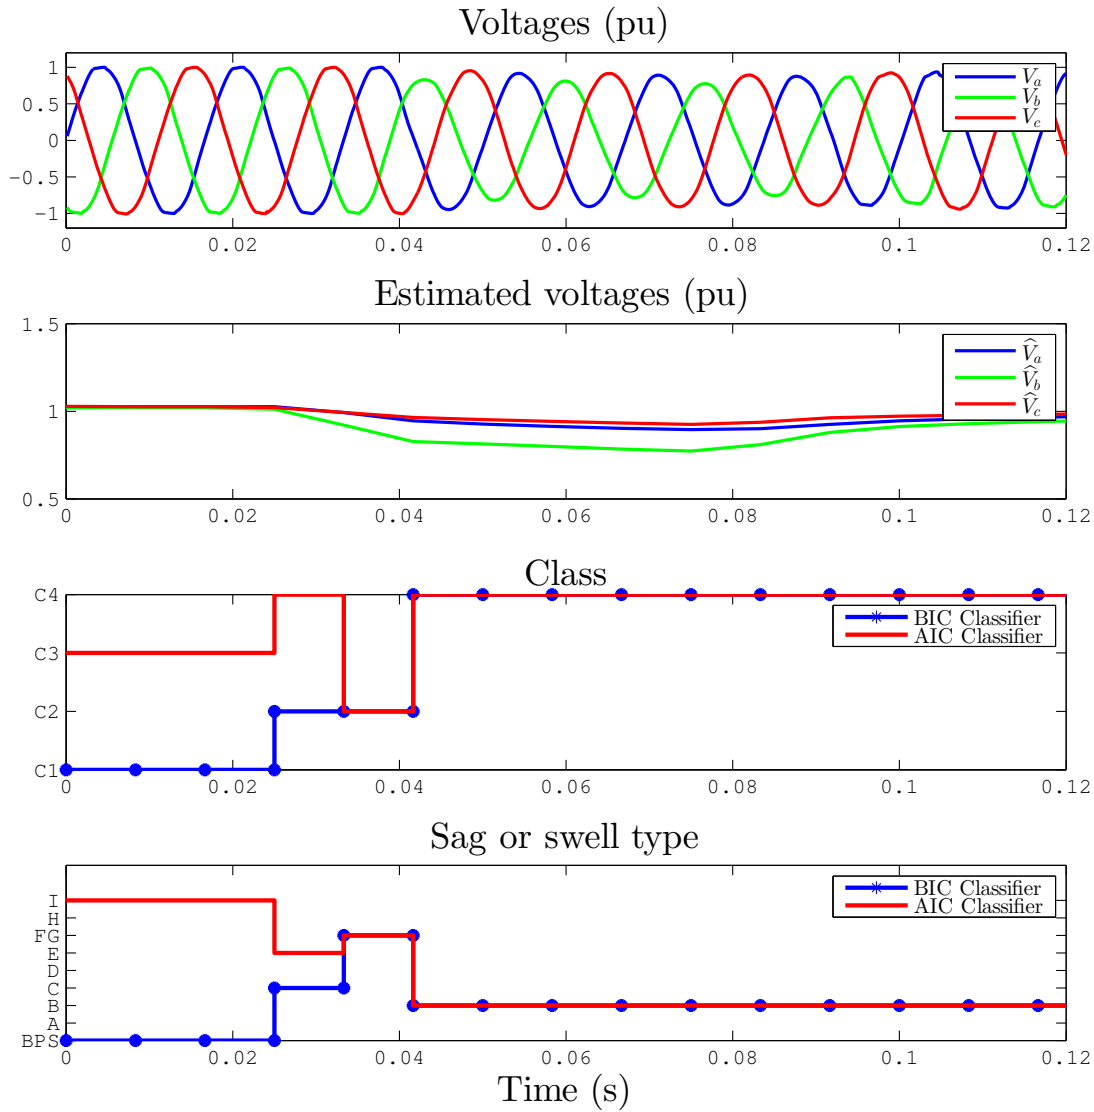 Voltages (pu)
1
0.5
0
−0.5
−1
V_a
V_b
V_c
0 0.02 0.04 0.06 0.08 0.1 0.12
Estimated voltages (pu)
1.5
1
0.5
V̂_a
V̂_b
V̂_c
0 0.02 0.04 0.06 0.08 0.1 0.12
Class
C4
C3
C2
C1
BIC Classifier
AIC Classifier
0 0.02 0.04 0.06 0.08 0.1 0.12
Sag or swell type
I
H
FG
E
D
C
B
A
BPS
BIC Classifier
AIC Classifier
0 0.02 0.04 0.06 0.08 0.1 0.12
Time (s)